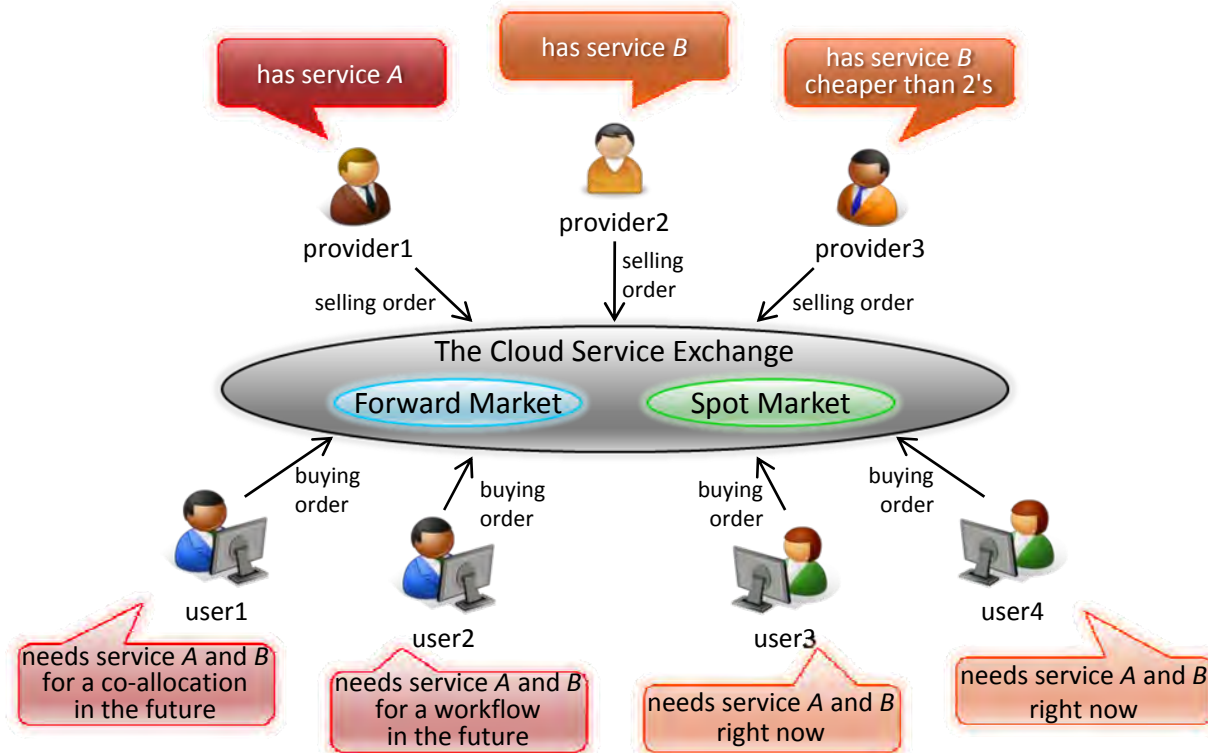 has service A
has service B
has service B
cheaper than 2's
provider1
provider2
provider3
selling order
selling
order
selling order
The Cloud Service Exchange
Forward Market
Spot Market
buying
order
buying
order
buying
order
buying
order
user1
user2
user3
user4
needs service A and B
for a co-allocation
in the future
needs service A and B
for a workflow
in the future
needs service A and B
right now
needs service A and B
right now